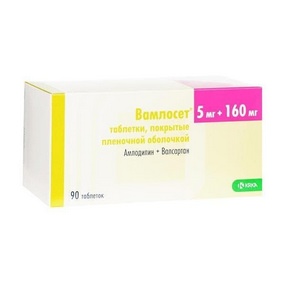 Вамлосет®
5 мг + 160 мг
таблетки, покрытые
пленочной оболочкой
Амлодипин • Валсартан
90 таблеток
KRKA